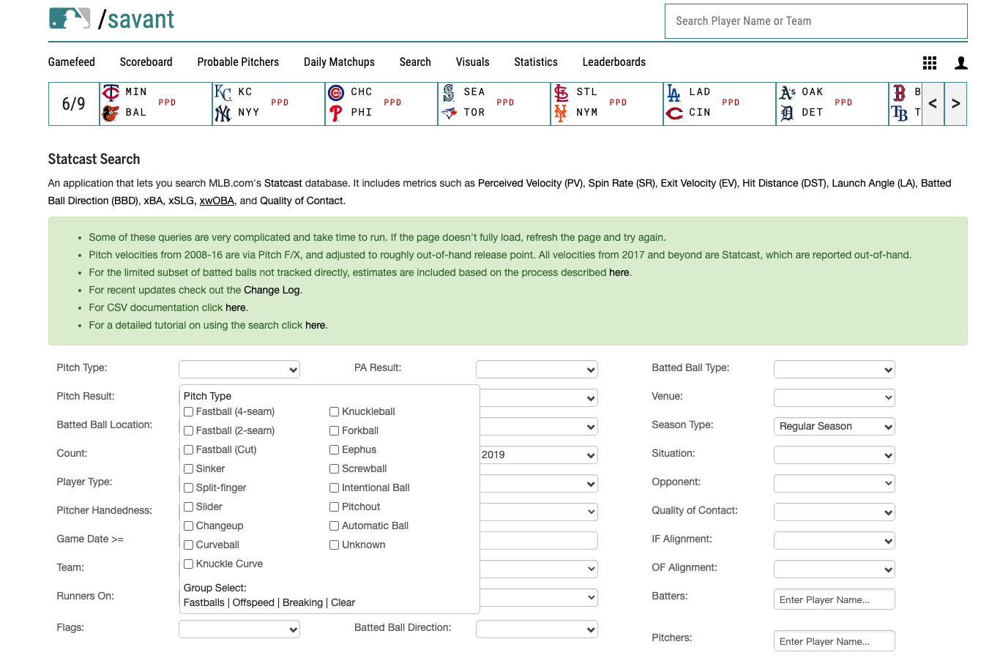 /savant
Search Player Name or Team
Gamefeed Scoreboard Probable Pitchers Daily Matchups Search Visuals Statistics Leaderboards
6/9
MIN BAL PPD
KC NYY PPD
CHC PHI PPD
SEA TOR PPD
STL NYM PPD
LAD CIN PPD
OAK DET PPD
B T
< >
Statcast Search
An application that lets you search MLB.com's Statcast database. It includes metrics such as Perceived Velocity (PV), Spin Rate (SR), Exit Velocity (EV), Hit Distance (DST), Launch Angle (LA), Batted
Ball Direction (BBD), xBA, xSLG, xwOBA, and Quality of Contact.
• Some of these queries are very complicated and take time to run. If the page doesn't fully load, refresh the page and try again.
• Pitch velocities from 2008-16 are via Pitch F/X, and adjusted to roughly out-of-hand release point. All velocities from 2017 and beyond are Statcast, which are reported out-of-hand.
• For the limited subset of batted balls not tracked directly, estimates are included based on the process described here.
• For recent updates check out the Change Log.
• For CSV documentation click here.
• For a detailed tutorial on using the search click here.
Pitch Type: PA Result: Batted Ball Type:
Pitch Result: Venue:
Batted Ball Location: Season Type: Regular Season
Count: 2019 Situation:
Player Type: Opponent:
Pitcher Handedness: Quality of Contact:
Game Date >= IF Alignment:
Team: OF Alignment:
Runners On: Batters: Enter Player Name...
Flags: Batted Ball Direction:
Pitchers: Enter Player Name...
Pitch Type
Fastball (4-seam) Knuckleball
Fastball (2-seam) Forkball
Fastball (Cut) Eephus
Sinker Screwball
Split-finger Intentional Ball
Slider Pitchout
Changeup Automatic Ball
Curveball Unknown
Knuckle Curve
Group Select:
Fastballs | Offspeed | Breaking | Clear